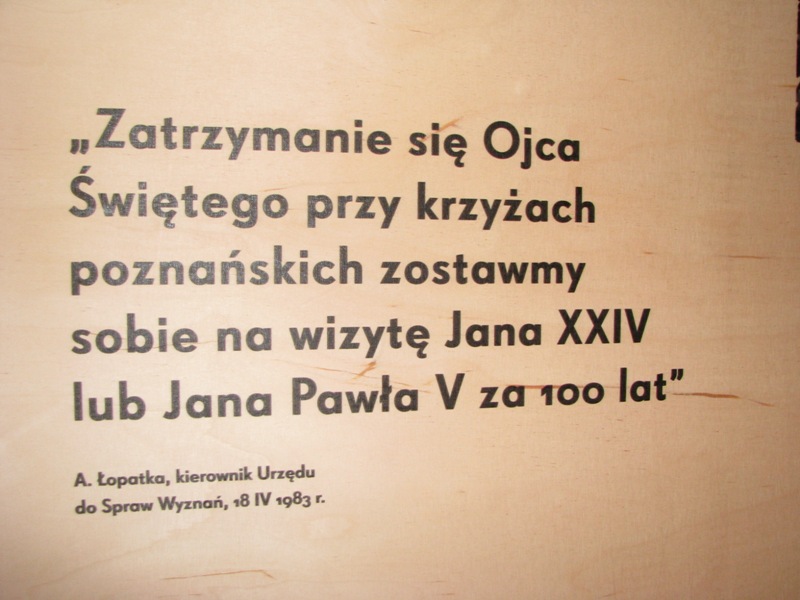 „Zatrzymanie się Ojca
Świętego przy krzyżach
poznańskich zostawmy
sobie na wizytę Jana XXIV
lub Jana Pawła V za 100 lat”
A. Łopatka, kierownik Urzędu
do Spraw Wyznań, 18 IV 1983 r.